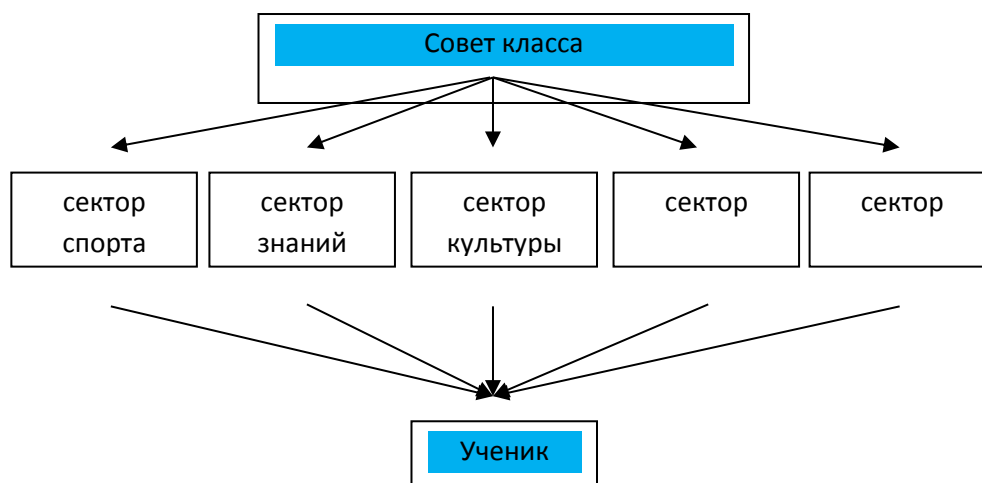 Совет класса
сектор
спорта
сектор
знаний
сектор
культуры
сектор
сектор
Ученик